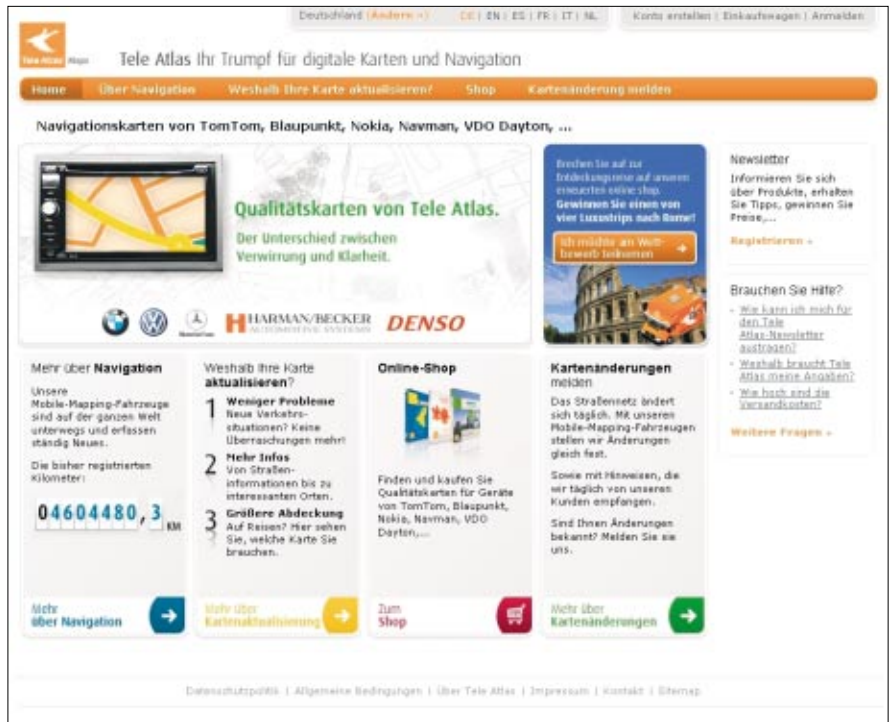 Deutschland (Ändern »)
DE | EN | ES | FR | IT | NL
Konto erstellen | Einkaufswagen | Anmelden
Tele Atlas Maps
Tele Atlas Ihr Trumpf für digitale Karten und Navigation
Home
Über Navigation
Weshalb Ihre Karte aktualisieren?
Shop
Kartenänderung melden
Navigationskarten von TomTom, Blaupunkt, Nokia, Navman, VDO Dayton, ...
Qualitätskarten von Tele Atlas.
Der Unterschied zwischen
Verwirrung und Klarheit.
HARMAN/BECKER
AUTOMOTIVE SYSTEMS
DENSO
Brechen Sie auf zur
Entdeckungsreise auf unseren
erneuerten online shop.
Gewinnen Sie einen von
vier Luxustrips nach Rome!
Ich möchte am Wett-
bewerb teilnemen
Newsletter
Informieren Sie sich
über Produkte, erhalten
Sie Tipps, gewinnen Sie
Preise,...
Registrieren »
Brauchen Sie Hilfe?
Wie kann ich mich für
den Tele
Atlas-Newsletter
austragen?
Weshalb braucht Tele
Atlas meine Angaben?
Wie hoch sind die
Versandkosten?
Weitere Fragen »
Mehr über Navigation
Unsere
Mobile-Mapping-Fahrzeuge
sind auf der ganzen Welt
unterwegs und erfassen
ständig Neues.
Die bisher registrierten
Kilometer:
04604480,3 KM
Mehr
über Navigation
Weshalb Ihre Karte
aktualisieren?
1 Weniger Probleme
Neue Verkehrs-
situationen? Keine
Überraschungen mehr!
2 Mehr Infos
Von Straßen-
informationen bis zu
interessanten Orten.
3 Größere Abdeckung
Auf Reisen? Hier sehen
Sie, welche Karte Sie
brauchen.
Mehr über
Kartenaktualisierung
Online-Shop
Finden und kaufen Sie
Qualitätskarten für Geräte
von TomTom, Blaupunkt,
Nokia, Navman, VDO
Dayton,...
Zum
Shop
Kartenänderungen
melden
Das Straßennetz ändert
sich täglich. Mit unseren
Mobile-Mapping-Fahrzeugen
stellen wir Änderungen
gleich fest.
Sowie mit Hinweisen, die
wir täglich von unseren
Kunden empfangen.
Sind Ihnen Änderungen
bekannt? Melden Sie sie
uns.
Mehr über
Kartenänderungen
Datenschutzpolitik | Allgemeine Bedingungen | Über Tele Atlas | Impressum | Kontakt | Sitemap